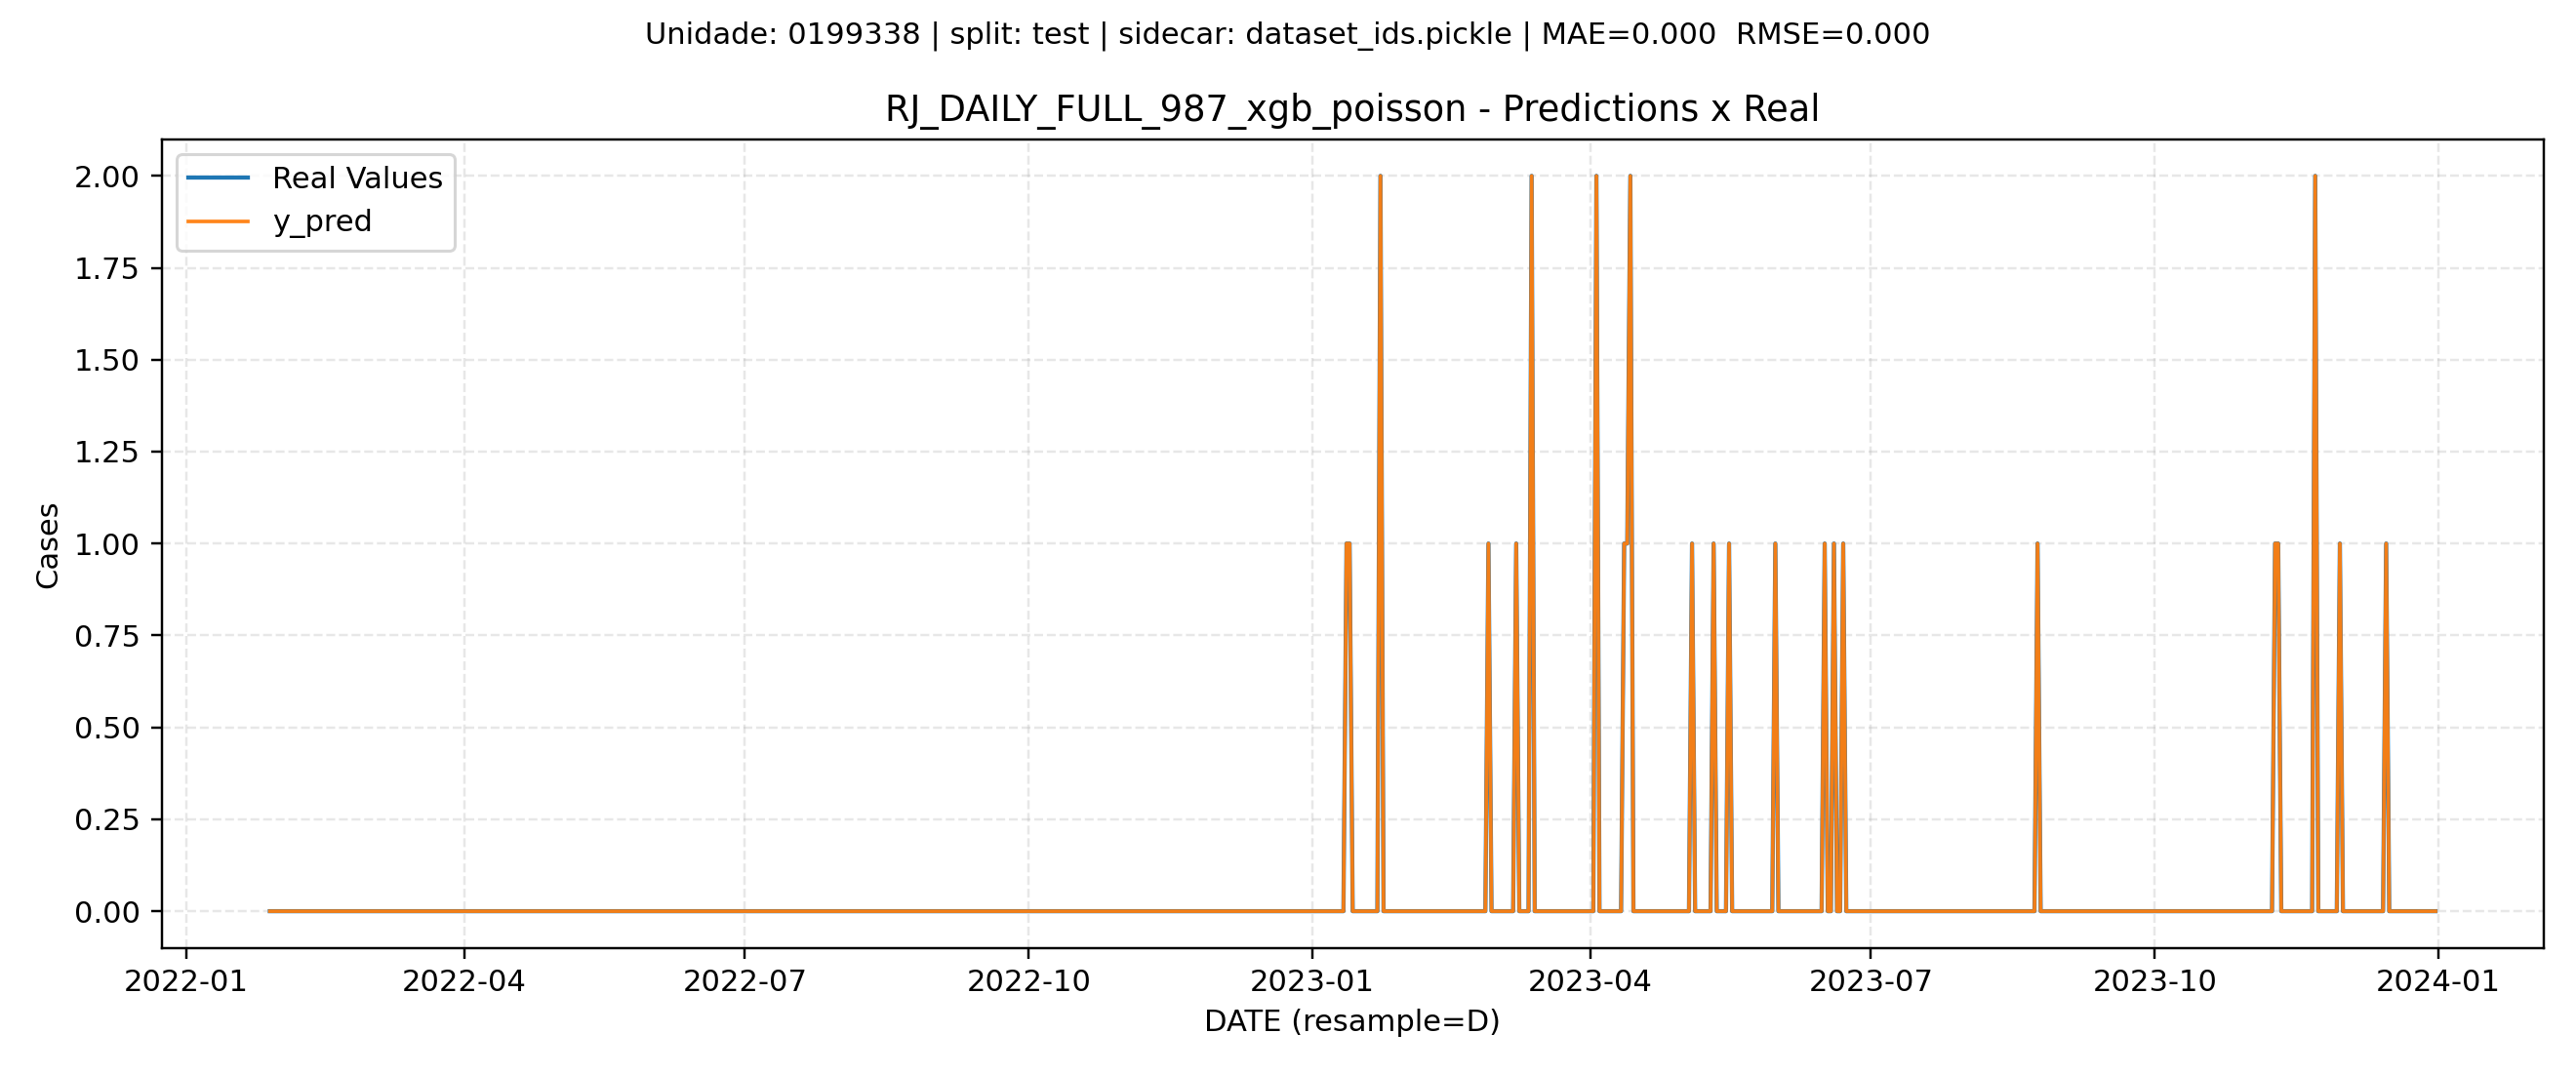 Unidade: 0199338 | split: test | sidecar: dataset_ids.pickle | MAE=0.000  RMSE=0.000
RJ_DAILY_FULL_987_xgb_poisson - Predictions x Real
Real Values
y_pred
2.00
1.75
1.50
1.25
1.00
0.75
0.50
0.25
0.00
Cases
2022-01 2022-04 2022-07 2022-10 2023-01 2023-04 2023-07 2023-10 2024-01
DATE (resample=D)